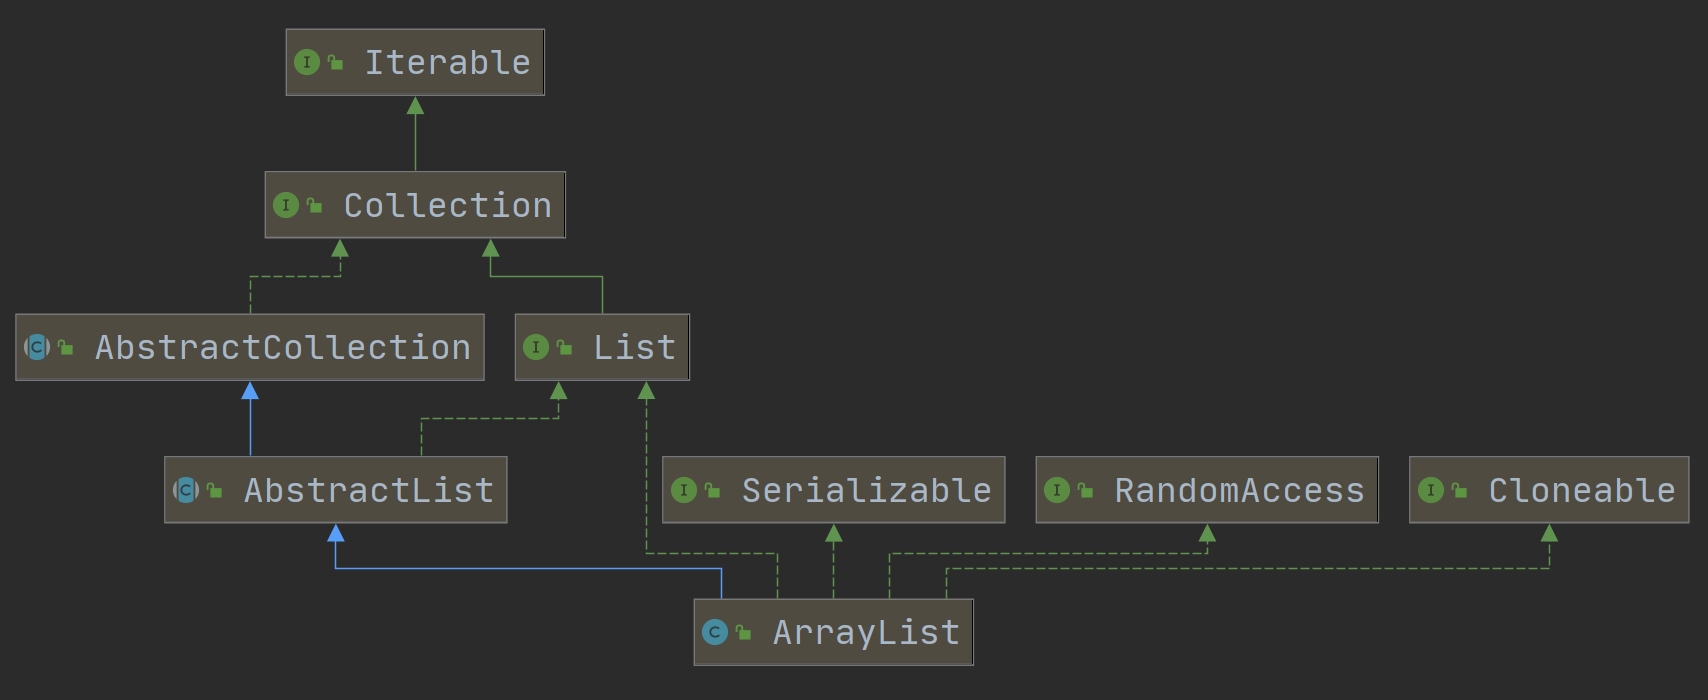 I Iterable
I Collection
C AbstractCollection
I List
C AbstractList
I Serializable
I RandomAccess
I Cloneable
C ArrayList